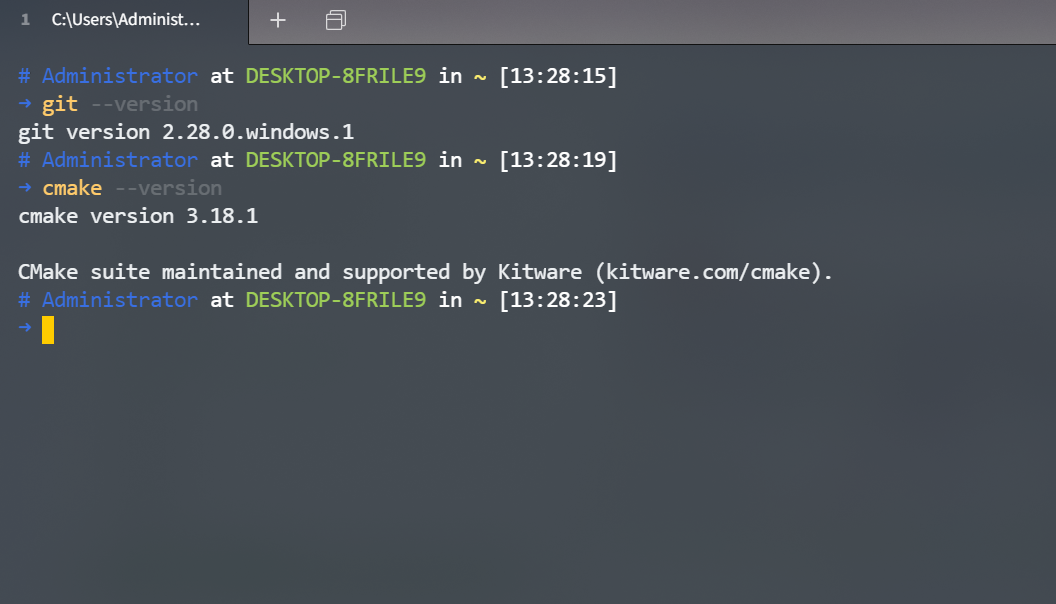 1 C:\Users\Administ...
# Administrator at DESKTOP-8FRILE9 in ~ [13:28:15]
→ git --version
git version 2.28.0.windows.1
# Administrator at DESKTOP-8FRILE9 in ~ [13:28:19]
→ cmake --version
cmake version 3.18.1
CMake suite maintained and supported by Kitware (kitware.com/cmake).
# Administrator at DESKTOP-8FRILE9 in ~ [13:28:23]
→